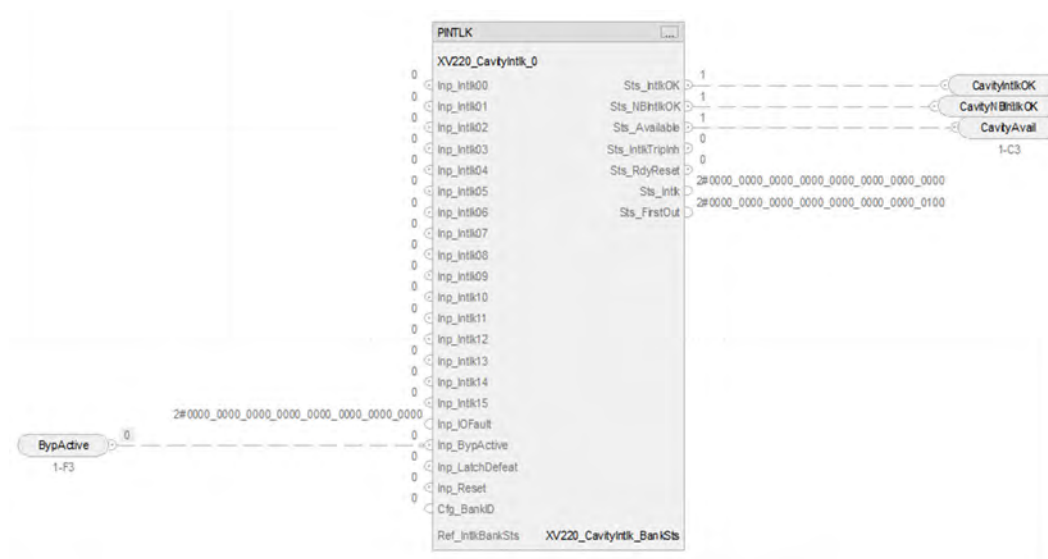 PINTLK ...
XV220_CavityIntlk_0
0 Inp_Intlk00 Sts_IntlkOK 1 CavityIntlkOK
0 Inp_Intlk01 Sts_NBIntlkOK 1 CavityNBIntlkOK
0 Inp_Intlk02 Sts_Available 1 CavityAvail
0 Inp_Intlk03 Sts_IntlkTripInh 0 1-C3
0 Inp_Intlk04 Sts_RdyReset 0
0 Inp_Intlk05 Sts_Intlk 2#0000_0000_0000_0000_0000_0000_0000_0000
0 Inp_Intlk06 Sts_FirstOut 2#0000_0000_0000_0000_0000_0000_0000_0100
0 Inp_Intlk07
0 Inp_Intlk08
0 Inp_Intlk09
0 Inp_Intlk10
0 Inp_Intlk11
0 Inp_Intlk12
0 Inp_Intlk13
0 Inp_Intlk14
0 Inp_Intlk15
2#0000_0000_0000_0000_0000_0000_0000_0000 Inp_IOFault
BypActive 0 0 Inp_BypActive
1-F3 0 Inp_LatchDefeat
0 Inp_Reset
0 Cfg_BankID
Ref_IntlkBankSts XV220_CavityIntlk_BankSts